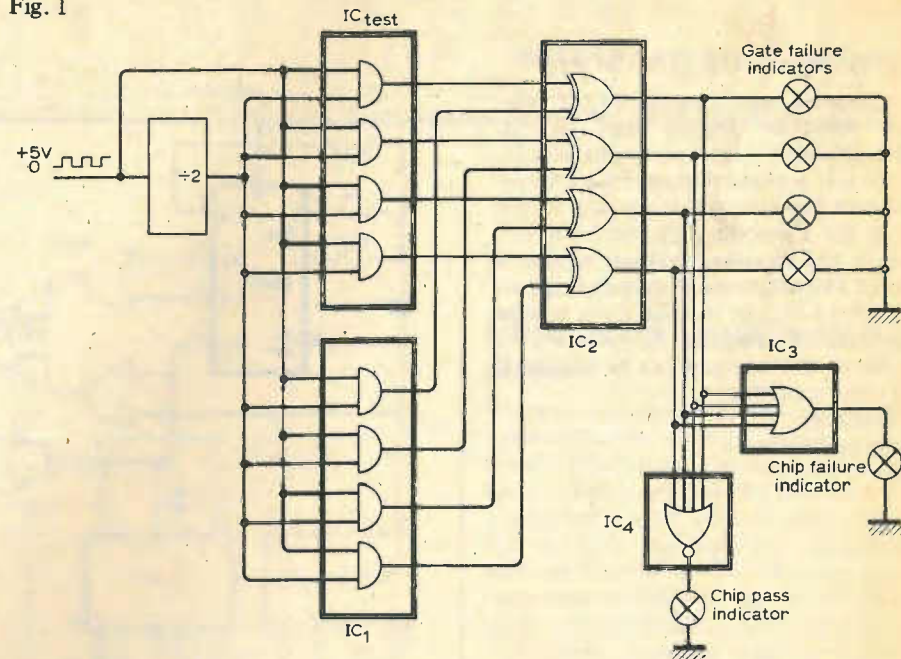 Fig. 1
IC test
Gate failure
indicators
+5V
0
÷2
IC2
IC3
Chip failure
indicator
IC4
Chip pass
indicator
IC1